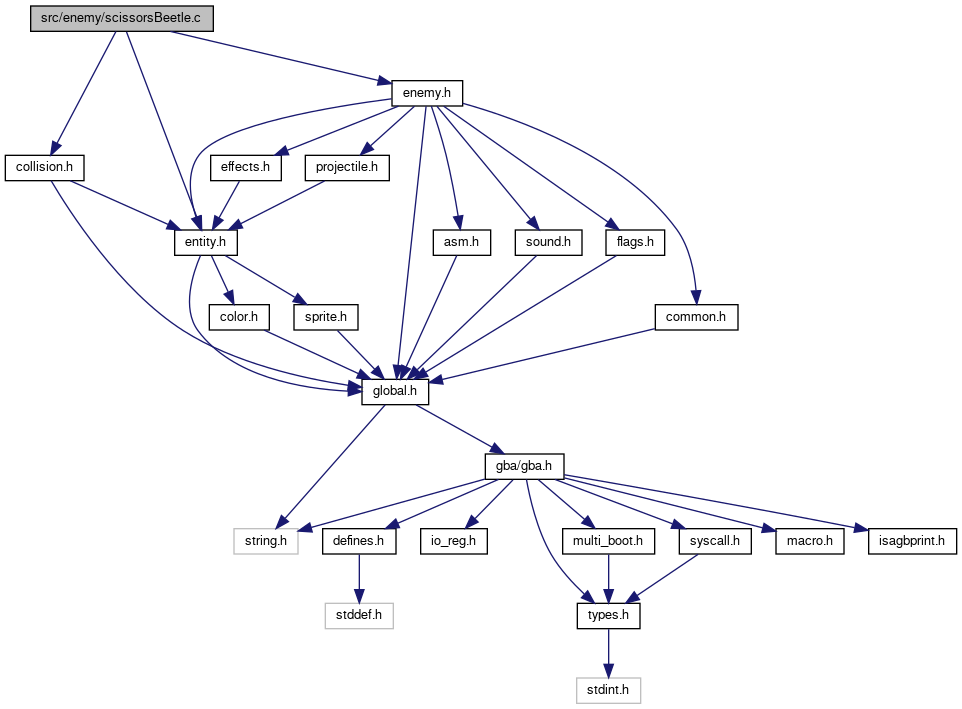 src/enemy/scissorsBeetle.c
enemy.h
collision.h
effects.h
projectile.h
entity.h
asm.h
sound.h
flags.h
color.h
sprite.h
common.h
global.h
gba/gba.h
string.h
defines.h
io_reg.h
multi_boot.h
syscall.h
macro.h
isagbprint.h
stddef.h
types.h
stdint.h